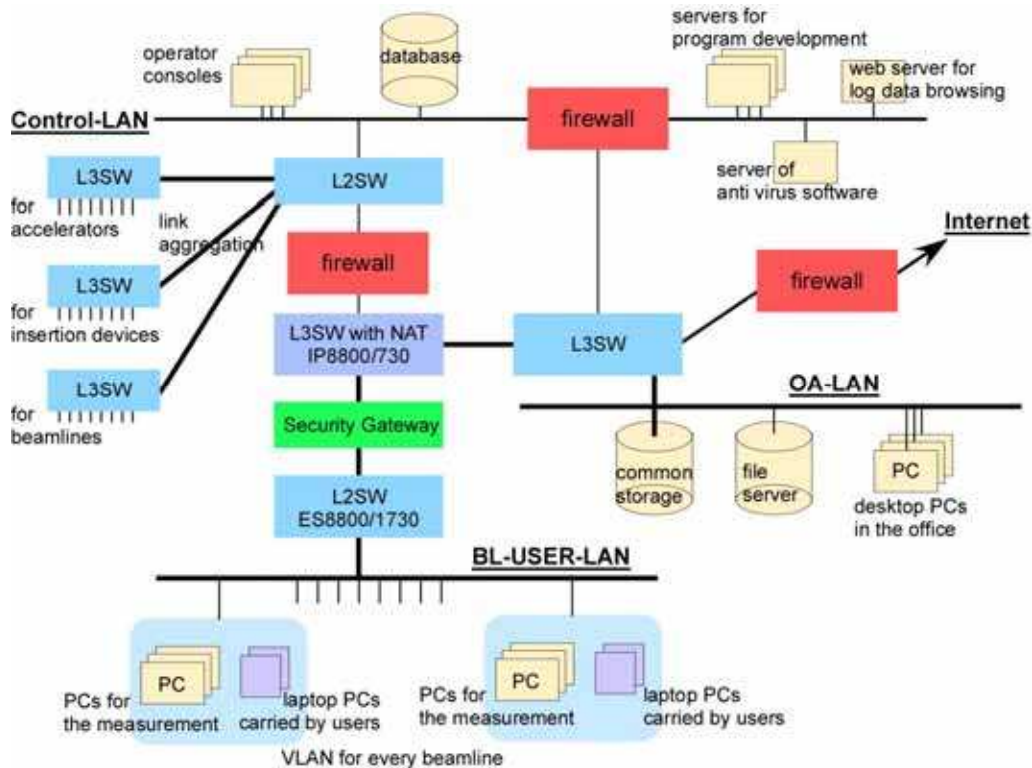 operator
consoles
database
servers for
program development
web server for
log data browsing
Control-LAN
firewall
L3SW
L2SW
server of
anti virus software
for
accelerators
link
aggregation
Internet
firewall
firewall
L3SW
for
insertion devices
L3SW with NAT
IP8800/730
L3SW
L3SW
OA-LAN
for
beamlines
Security Gateway
common
storage
file
server
PC
desktop PCs
in the office
L2SW
ES8800/1730
BL-USER-LAN
PC
PCs for
the measurement
laptop PCs
carried by users
PC
PCs for
the measurement
laptop PCs
carried by users
VLAN for every beamline